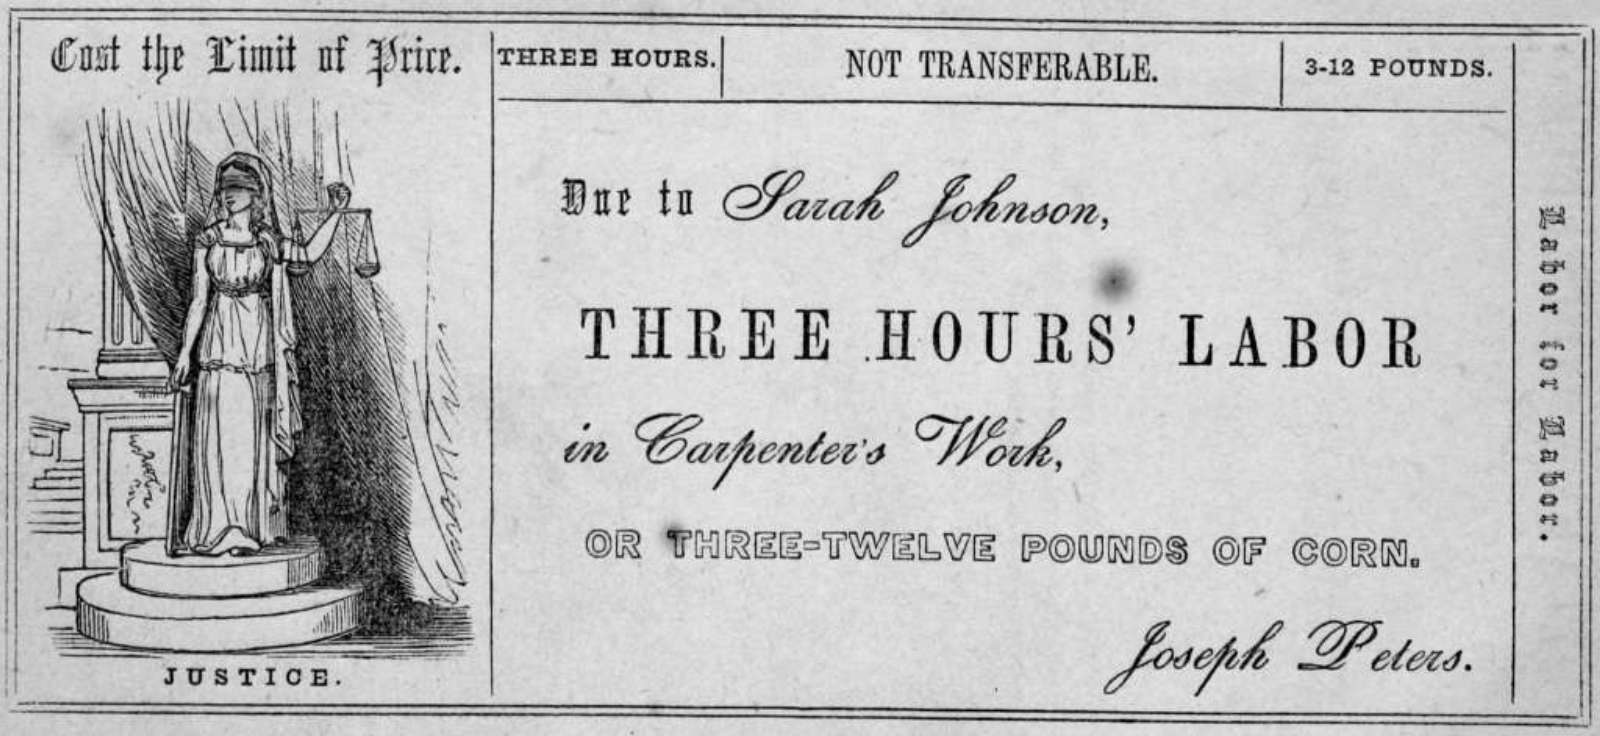 Cost the Limit of Price.
JUSTICE.
THREE HOURS.
NOT TRANSFERABLE.
3-12 POUNDS.
Due to Sarah Johnson,
THREE HOURS' LABOR
in Carpenter's Work,
OR THREE-TWELVE POUNDS OF CORN.
Joseph Peters.
Labor for Labor.